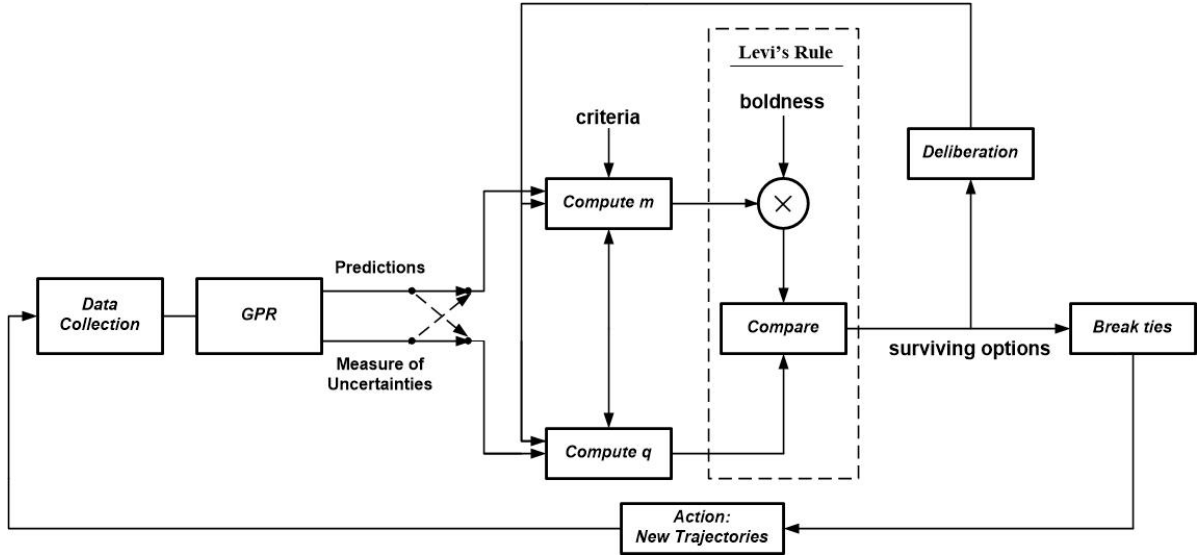 Levi's Rule
boldness
criteria
Deliberation
Compute m
×
Predictions
Data
Collection
GPR
Compare
Break ties
surviving options
Measure of
Uncertainties
Compute q
Action:
New Trajectories